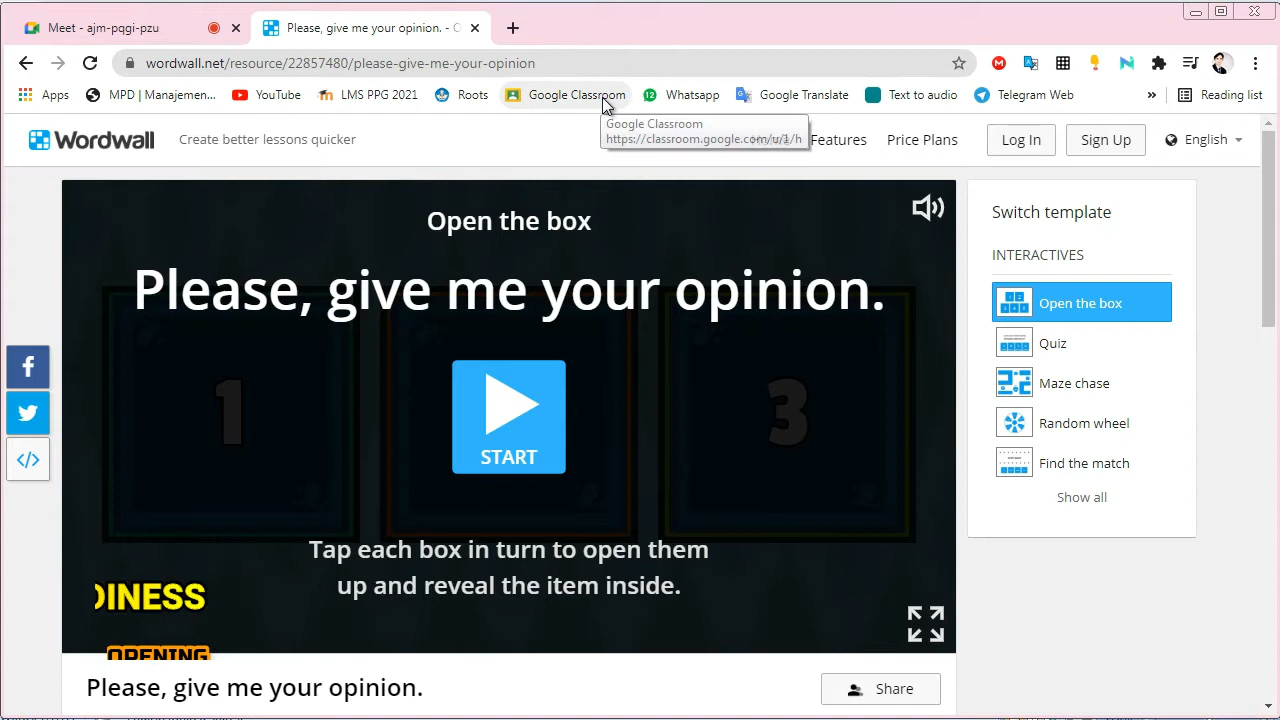 Meet - ajm-pqgi-pzu
Please, give me your opinion. - O
wordwall.net/resource/22857480/please-give-me-your-opinion
Apps
MPD | Manajemen...
YouTube
LMS PPG 2021
Roots
Google Classroom
12
Whatsapp
Google Translate
Text to audio
Telegram Web
»
Reading list
Google Classroom
https://classroom.google.com/u/1/h
Wordwall
Create better lessons quicker
Features
Price Plans
Log In
Sign Up
English
Open the box
Please, give me your opinion.
1
3
START
Tap each box in turn to open them
up and reveal the item inside.
DINESS
OPENING
Switch template
INTERACTIVES
Open the box
Quiz
Maze chase
Random wheel
Find the match
Show all
Please, give me your opinion.
Share